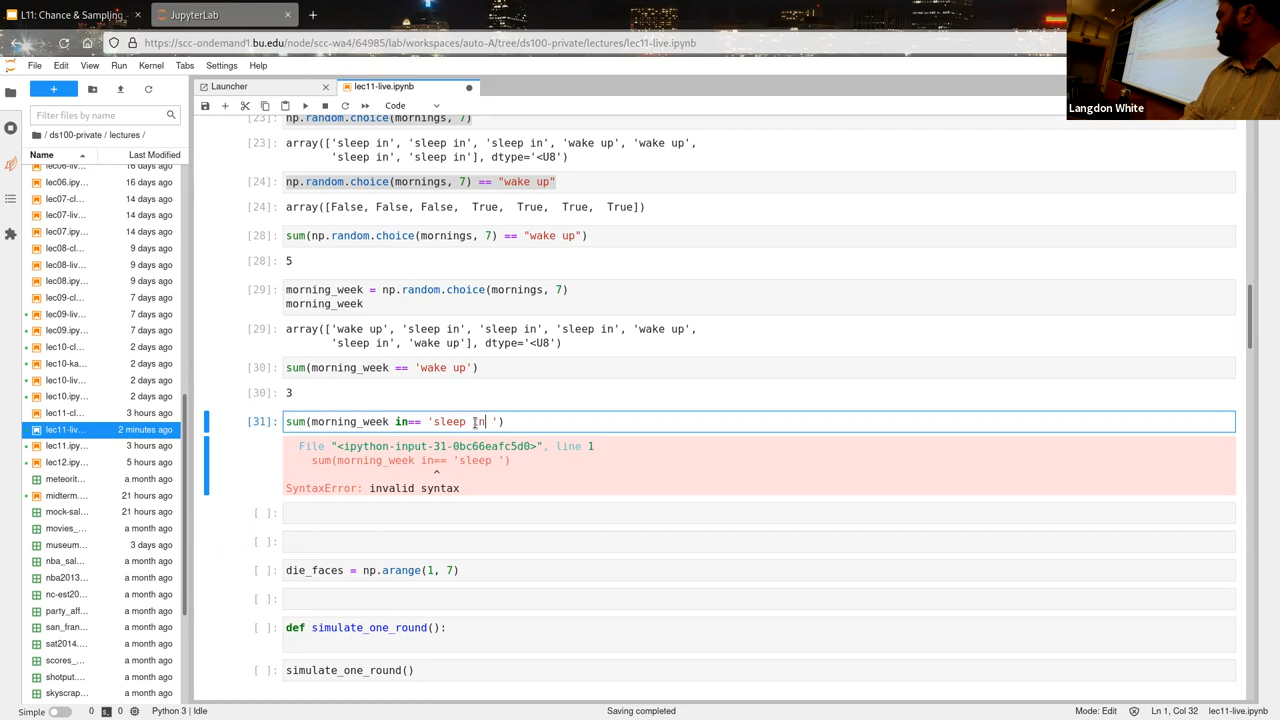 L11: Chance & Sampling -
JupyterLab
https://scc-ondemand1.bu.edu/node/scc-wa4/64985/lab/workspaces/auto-A/tree/ds100-private/lectures/lec11-live.ipynb
Langdon White
File Edit View Run Kernel Tabs Settings Help
Launcher
lec11-live.ipynb
Code
Filter files by name
/ ds100-private / lectures /
Name Last Modified
lec06-liv... 16 days ago
lec06.ipy... 16 days ago
lec07-cl... 14 days ago
lec07-liv... 14 days ago
lec07.ipy... 14 days ago
lec08-cl... 9 days ago
lec08-liv... 9 days ago
lec08.ipy... 9 days ago
lec09-cl... 7 days ago
lec09-liv... 7 days ago
lec09.ipy... 7 days ago
lec10-cl... 2 days ago
lec10-ka... 2 days ago
lec10-liv... 2 days ago
lec10.ipy... 2 days ago
lec11-cl... 3 hours ago
lec11-liv... 2 minutes ago
lec11.ipy... 3 hours ago
lec12.ipy... 5 hours ago
meteorit... a month ago
midterm.... 21 hours ago
mock-sal... 21 hours ago
movies_... a month ago
museum... 3 days ago
nba_sal... a month ago
nba2013... a month ago
nc-est20... a month ago
party_aff... a month ago
san_fran... a month ago
sat2014.... a month ago
scores_... a month ago
shotput.... a month ago
skyscrap... a month ago
[23]: np.random.choice(mornings, 7)
[23]: array(['sleep in', 'sleep in', 'sleep in', 'wake up', 'wake up',
'sleep in', 'sleep in'], dtype='<U8')
[24]: np.random.choice(mornings, 7) == "wake up"
[24]: array([False, False, False, True, True, True, True])
[28]: sum(np.random.choice(mornings, 7) == "wake up")
[28]: 5
[29]: morning_week = np.random.choice(mornings, 7)
morning_week
[29]: array(['wake up', 'sleep in', 'sleep in', 'sleep in', 'wake up',
'sleep in', 'wake up'], dtype='<U8')
[30]: sum(morning_week == 'wake up')
[30]: 3
[31]: sum(morning_week in== 'sleep in ')
File "<ipython-input-31-0bc66eafc5d0>", line 1
sum(morning_week in== 'sleep ')
^
SyntaxError: invalid syntax
[ ]:
[ ]:
[ ]: die_faces = np.arange(1, 7)
[ ]:
[ ]: def simulate_one_round():
[ ]: simulate_one_round()
Simple 0 0 Python 3 | Idle Saving completed Mode: Edit Ln 1, Col 32 lec11-live.ipynb